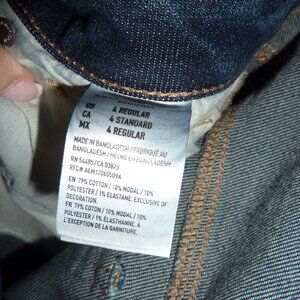 US 4 REGULAR
CA 4 STANDARD
MX 4 REGULAR
MADE IN BANGLADESH / FABRIQUÉ AU
BANGLADESH / HECHO EN BANGLADESH
RN 54485 / CA 03873
RFC# AEM1206050
EN 79% COTTON / 10% MODAL / 10%
POLYESTER / 1% ELASTANE, EXCLUSIVE OF
DECORATION.
FR 79% COTON / 10% MODAL / 10%
POLYESTER / 1% ÉLASTHANNE, À
L'EXCEPTION DE LA GARNITURE.